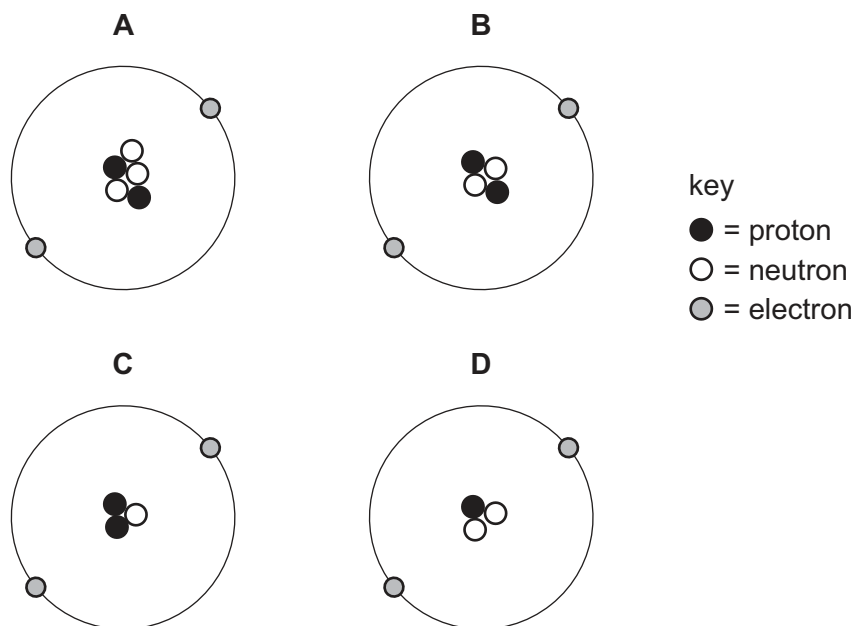 A
B
key
= proton
= neutron
= electron
C
D